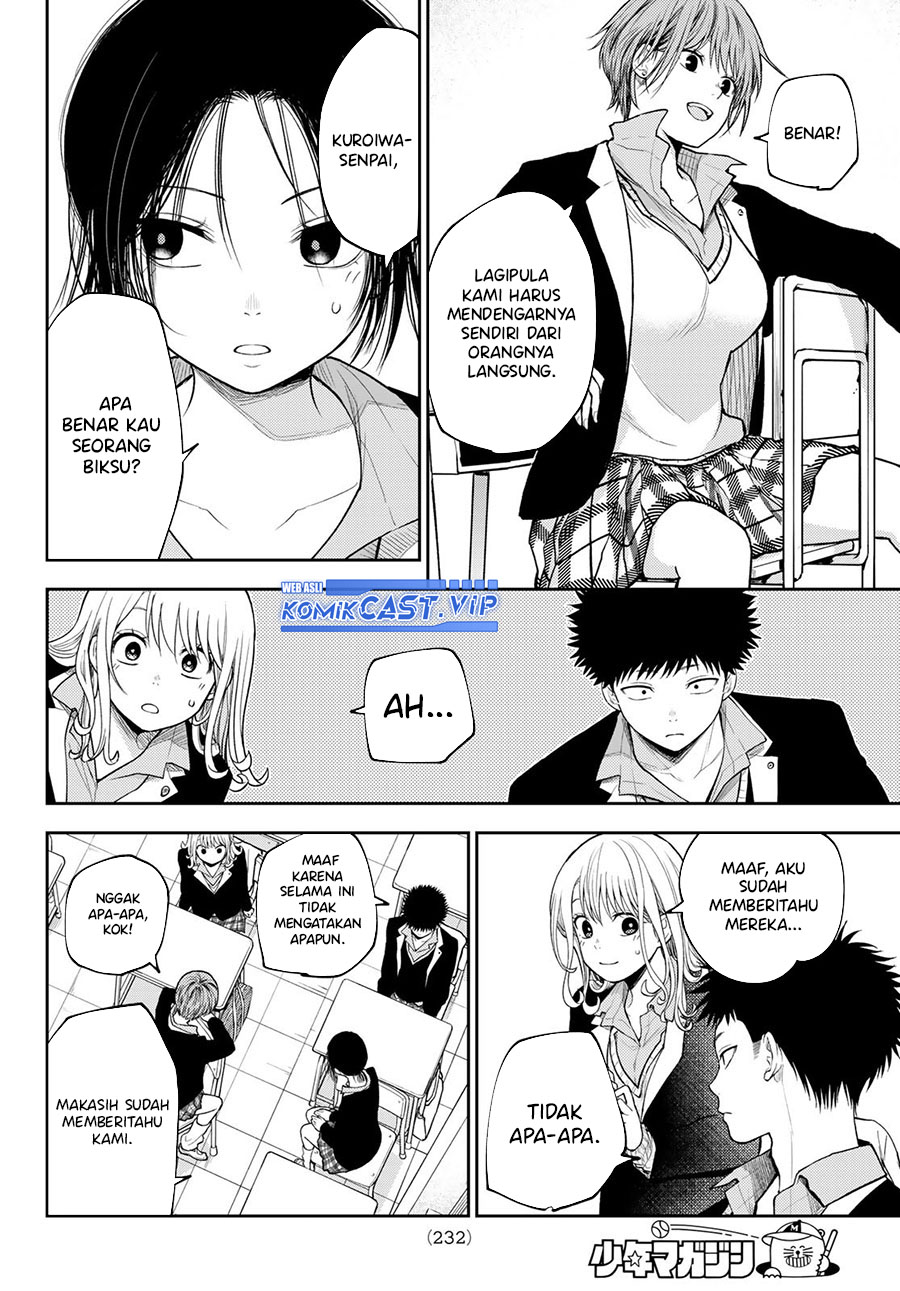 BENAR!
LAGIPULA
KAMI HARUS
MENDENGARNYA
SENDIRI DARI
ORANGNYA
LANGSUNG.
KUROIWA-
SENPAI,
APA
BENAR KAU
SEORANG
BIKSU?
WEB ASLI
KOMIKCAST.VIP
AH...
MAAF, AKU
SUDAH
MEMBERITAHU
MEREKA...
TIDAK
APA-APA.
MAAF
KARENA
SELAMA INI
TIDAK
MENGATAKAN
APAPUN.
NGGAK
APA-APA,
KOK!
MAKASIH SUDAH
MEMBERITAHU
KAMI.
(232)
少年マガジン
M